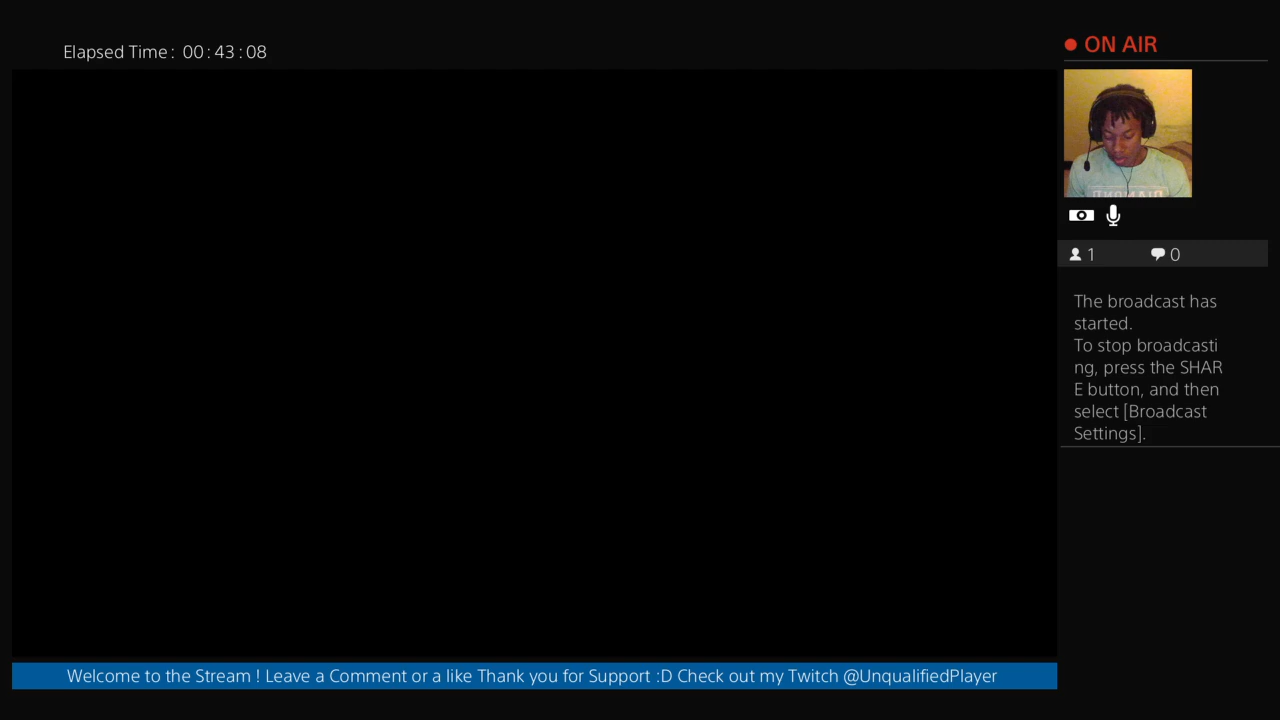 Elapsed Time: 00:43:08
ON AIR
1 0
The broadcast has
started.
To stop broadcasti
ng, press the SHAR
E button, and then
select [Broadcast
Settings].
Welcome to the Stream ! Leave a Comment or a like Thank you for Support :D Check out my Twitch @UnqualifiedPlayer